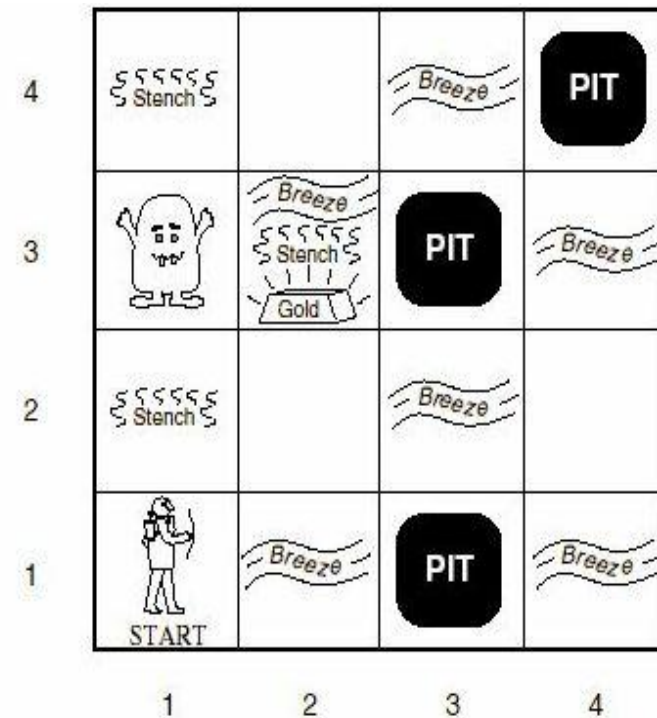 4 Stench Breeze PIT
Breeze
3 Stench PIT Breeze
Gold
2 Stench Breeze
1 Breeze PIT Breeze
START
1 2 3 4